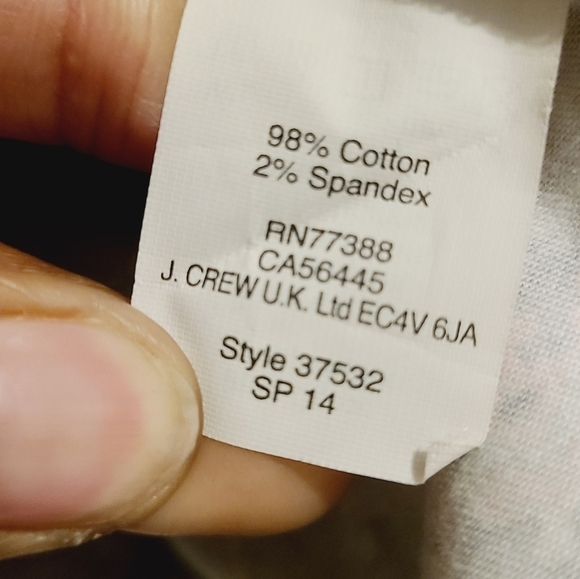 98% Cotton
2% Spandex
RN77388
CA56445
J. CREW U.K. Ltd EC4V 6JA
Style 37532
SP 14